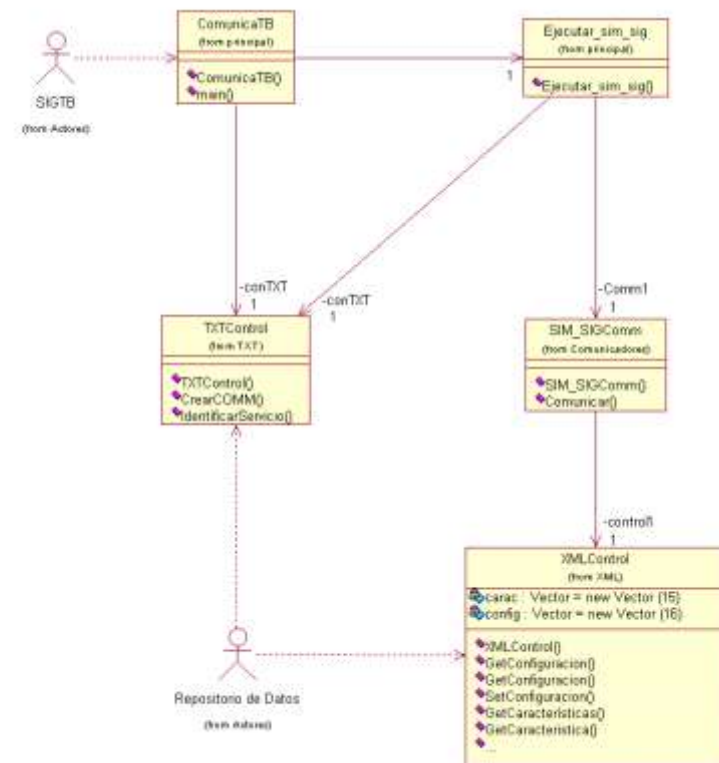 SIGTB
(from Actores)
ComunicaTB
(from principal)
ComunicaTB()
main()
1
Ejecutar_sim_sig
(from principal)
Ejecutar_sim_sig()
-conTXT
1
-conTXT
1
-Comm1
1
TXTControl
(from TXT)
TXTControl()
CrearCOMM()
IdentificarServicio()
SIM_SIGComm
(from Comunicadores)
SIM_SIGComm()
Comunicar()
-control1
1
XMLControl
(from XML)
carac : Vector = new Vector (15)
config : Vector = new Vector (16)
XMLControl()
GetConfiguracion()
GetConfiguracion()
SetConfiguracion()
GetCaracteristicas()
GetCaracteristica()
...
Repositorio de Datos
(from Actores)